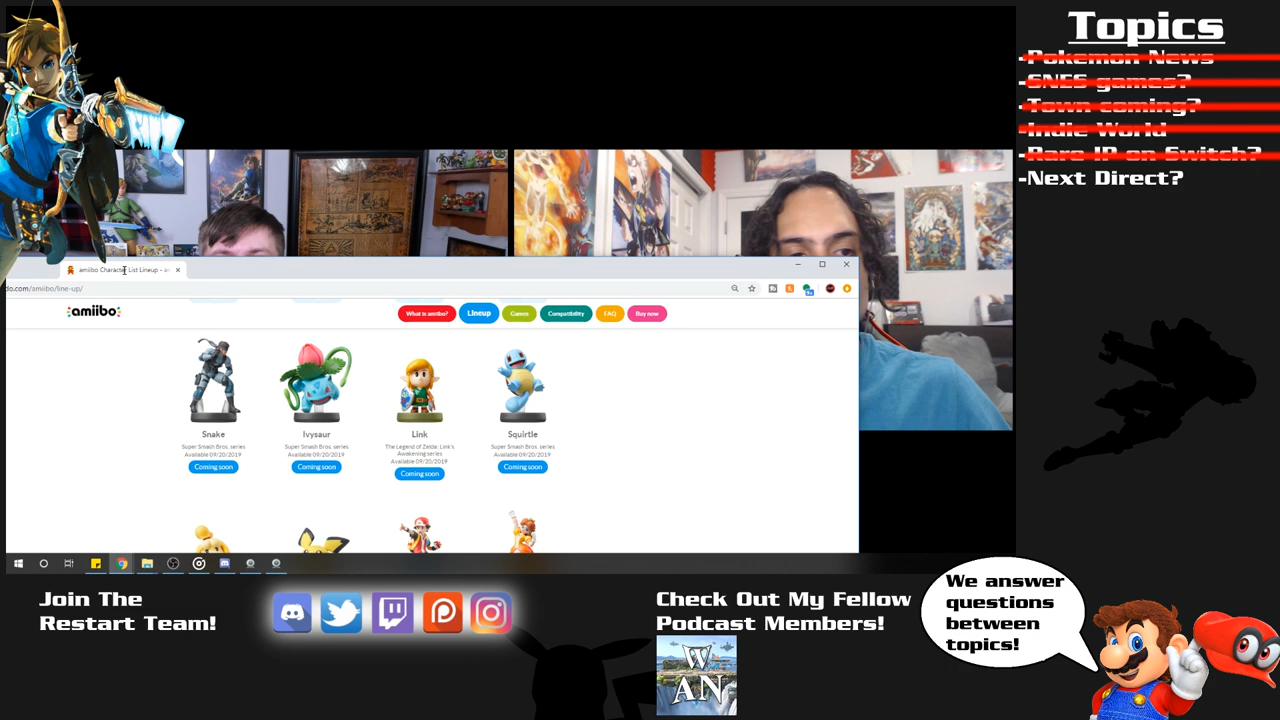 Topics
-Pokemon News
-SNES games?
-Town coming?
-Indie World
-Rare IP on Switch?
-Next Direct?
amiibo Character List Lineup - a
do.com/amiibo/line-up/
amiibo
What is amiibo?
Lineup
Games
Compatibility
FAQ
Buy now
Snake
Super Smash Bros. series
Available 09/20/2019
Coming soon
Ivysaur
Super Smash Bros. series
Available 09/20/2019
Coming soon
Link
The Legend of Zelda: Link's
Awakening series
Available 09/20/2019
Coming soon
Squirtle
Super Smash Bros. series
Available 09/20/2019
Coming soon
Join The
Restart Team!
Check Out My Fellow
Podcast Members!
W
AN
We answer
questions
between
topics!